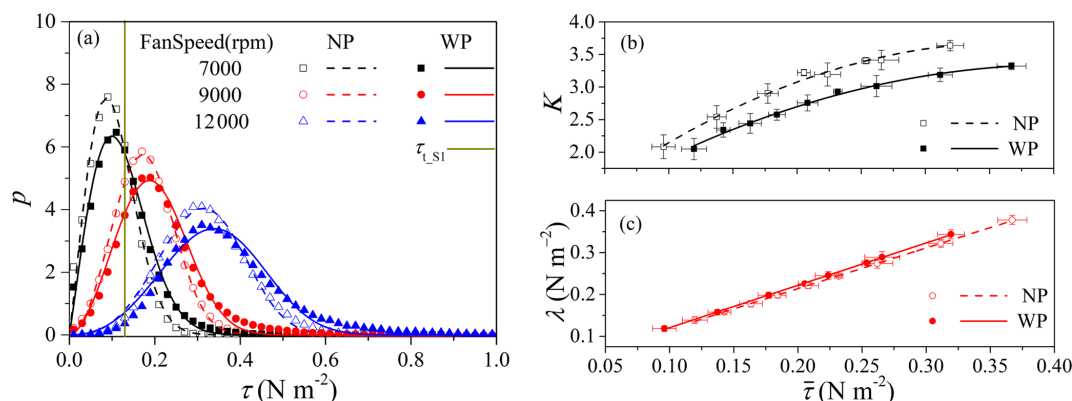 (a)
FanSpeed(rpm) NP WP
7000
9000
12 000
τt_S1
10
8
6
4
2
0
p
0.0 0.2 0.4 0.6 0.8 1.0
τ (N m−2)
(b)
3.5
3.0
2.5
2.0
K
NP
WP
(c)
0.4
0.3
0.2
0.1
λ (N m−2)
NP
WP
0.05 0.10 0.15 0.20 0.25 0.30 0.35 0.40
τ̄ (N m−2)